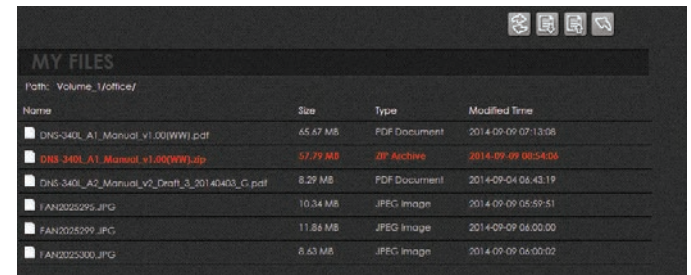 MY FILES
Path: Volume_1/office/
Name Size Type Modified Time
DNS-340L_A1_Manual_v1.00(WW).pdf 65.67 MB PDF Document 2014-09-09 07:13:08
DNS-340L_A1_Manual_v1.00(WW).zip 57.79 MB ZIP Archive 2014-09-09 00:54:06
DNS-340L_A2_Manual_v2_Draft_3_20140403_G.pdf 8.29 MB PDF Document 2014-09-04 06:43:19
FAN2025295.JPG 10.34 MB JPEG Image 2014-09-09 05:59:51
FAN2025299.JPG 11.86 MB JPEG Image 2014-09-09 06:00:00
FAN2025300.JPG 8.63 MB JPEG Image 2014-09-09 06:00:02